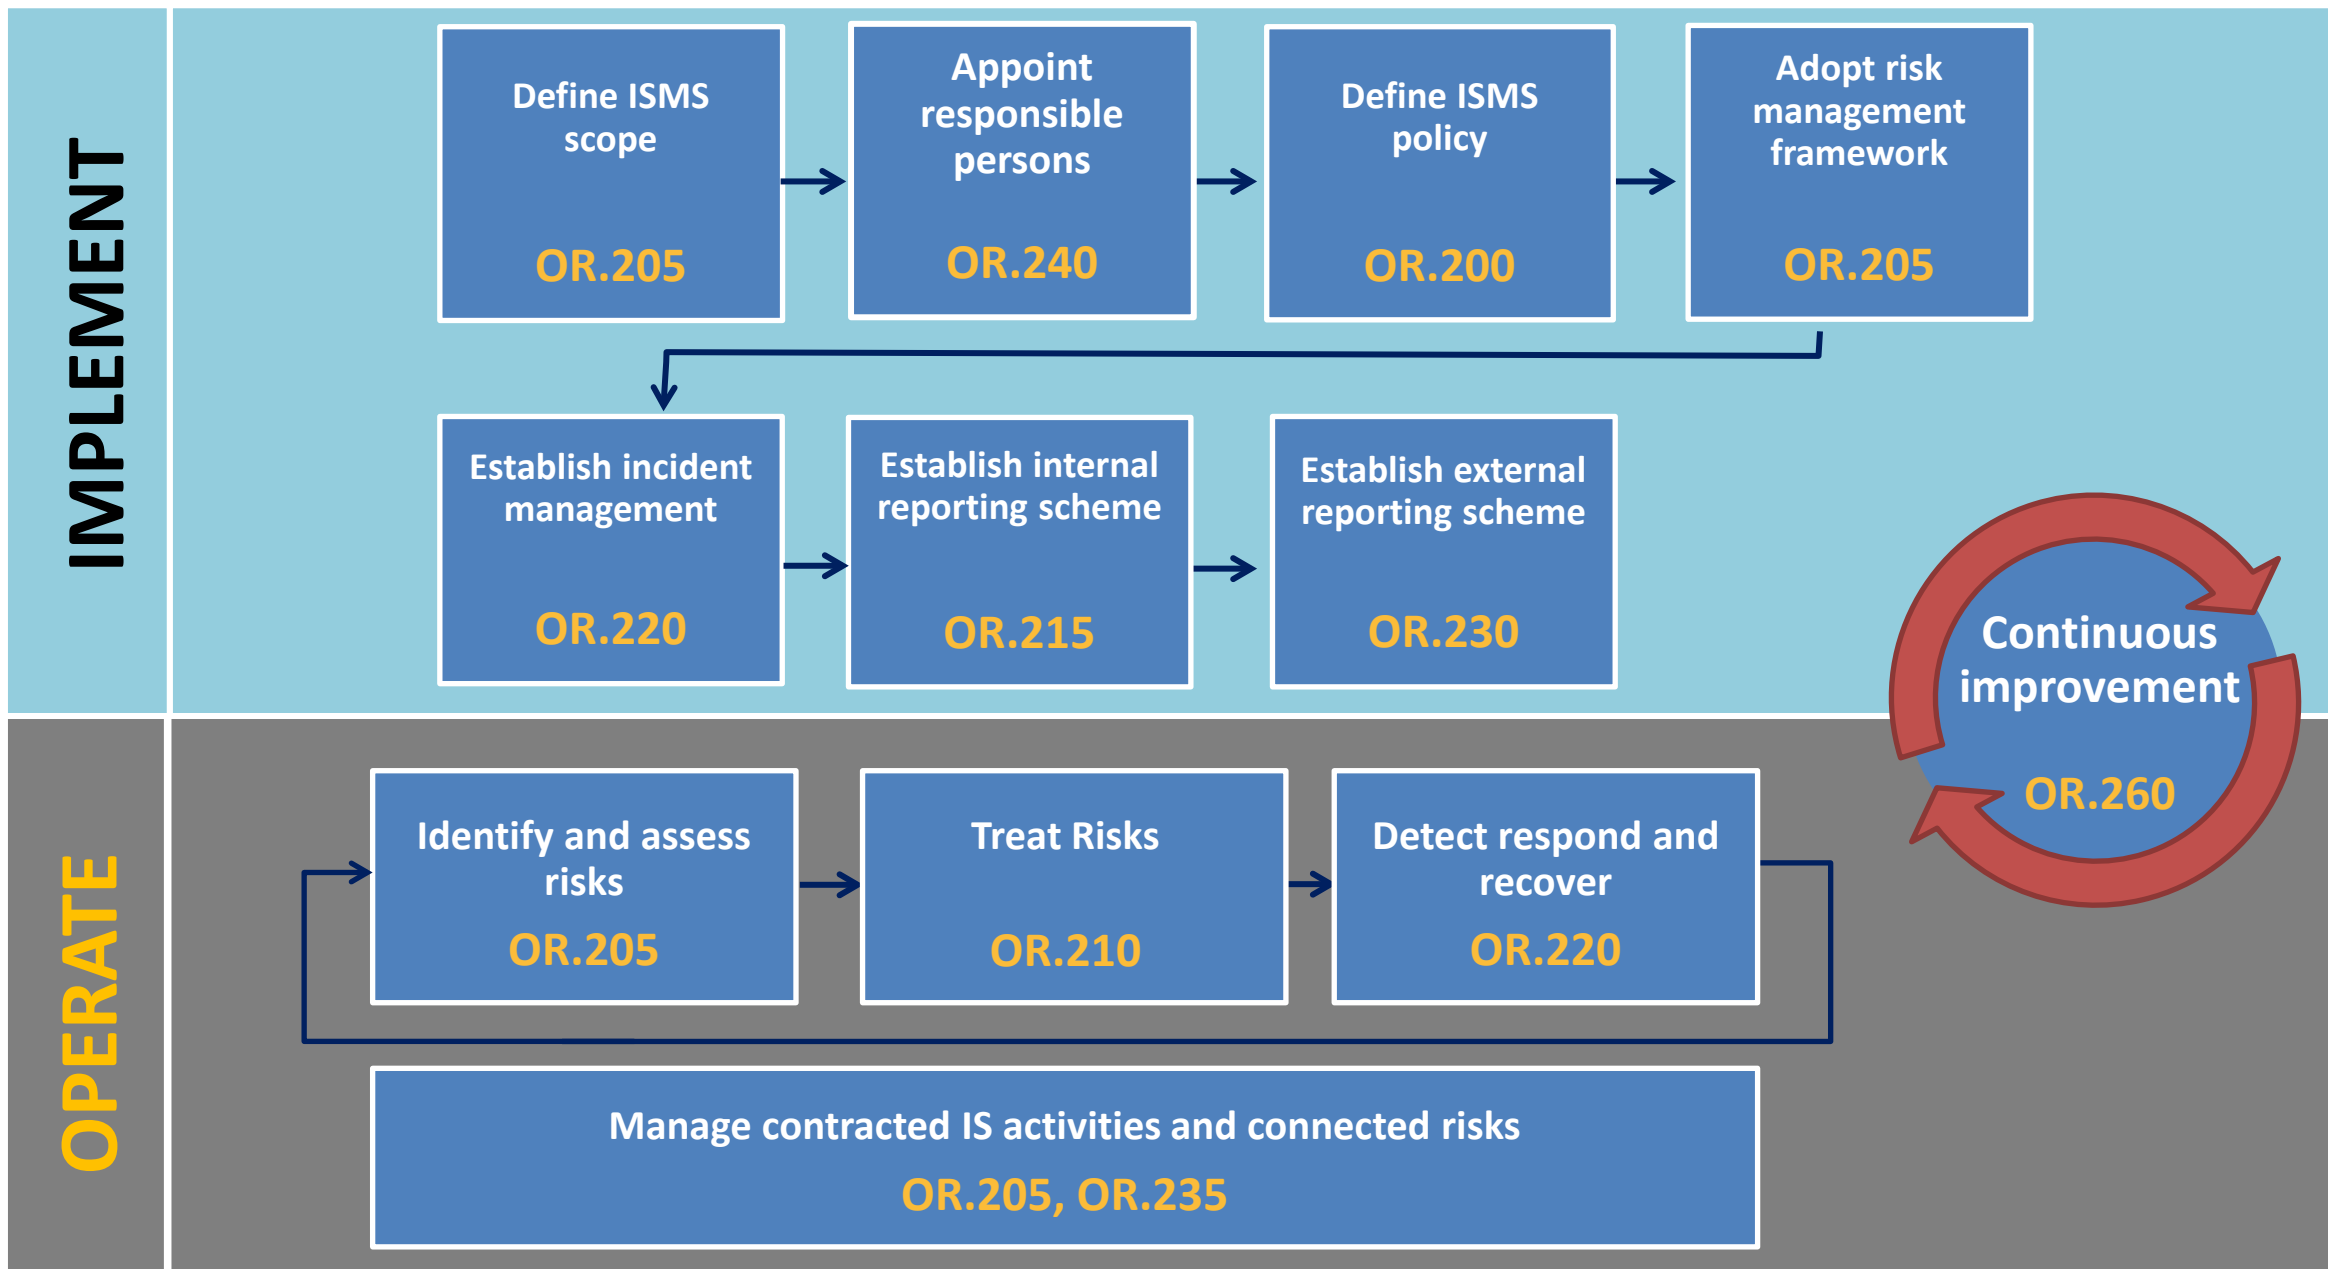 IMPLEMENT
Define ISMS
scope
OR.205
Appoint
responsible
persons
OR.240
Define ISMS
policy
OR.200
Adopt risk
management
framework
OR.205
Establish incident
management
OR.220
Establish internal
reporting scheme
OR.215
Establish external
reporting scheme
OR.230
Continuous
improvement
OR.260
OPERATE
Identify and assess
risks
OR.205
Treat Risks
OR.210
Detect respond and
recover
OR.220
Manage contracted IS activities and connected risks
OR.205, OR.235